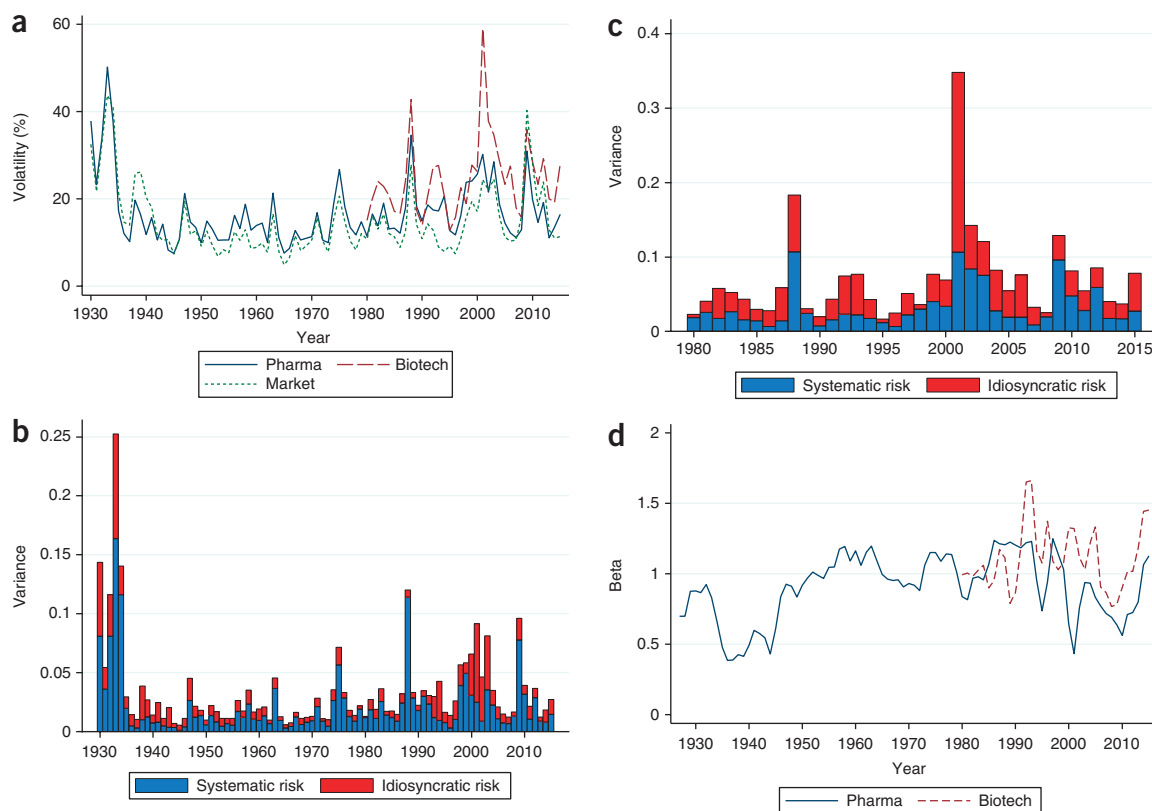 a
60
40
20
0
Volatility (%)
1930 1940 1950 1960 1970 1980 1990 2000 2010
Year
Pharma Biotech
Market
c
0.4
0.3
0.2
0.1
0
Variance
1980 1985 1990 1995 2000 2005 2010 2015
Systematic risk Idiosyncratic risk
b
0.25
0.2
0.15
0.1
0.05
0
Variance
1930 1940 1950 1960 1970 1980 1990 2000 2010
Systematic risk Idiosyncratic risk
d
2
1.5
1
0.5
0
Beta
1930 1940 1950 1960 1970 1980 1990 2000 2010
Year
Pharma Biotech